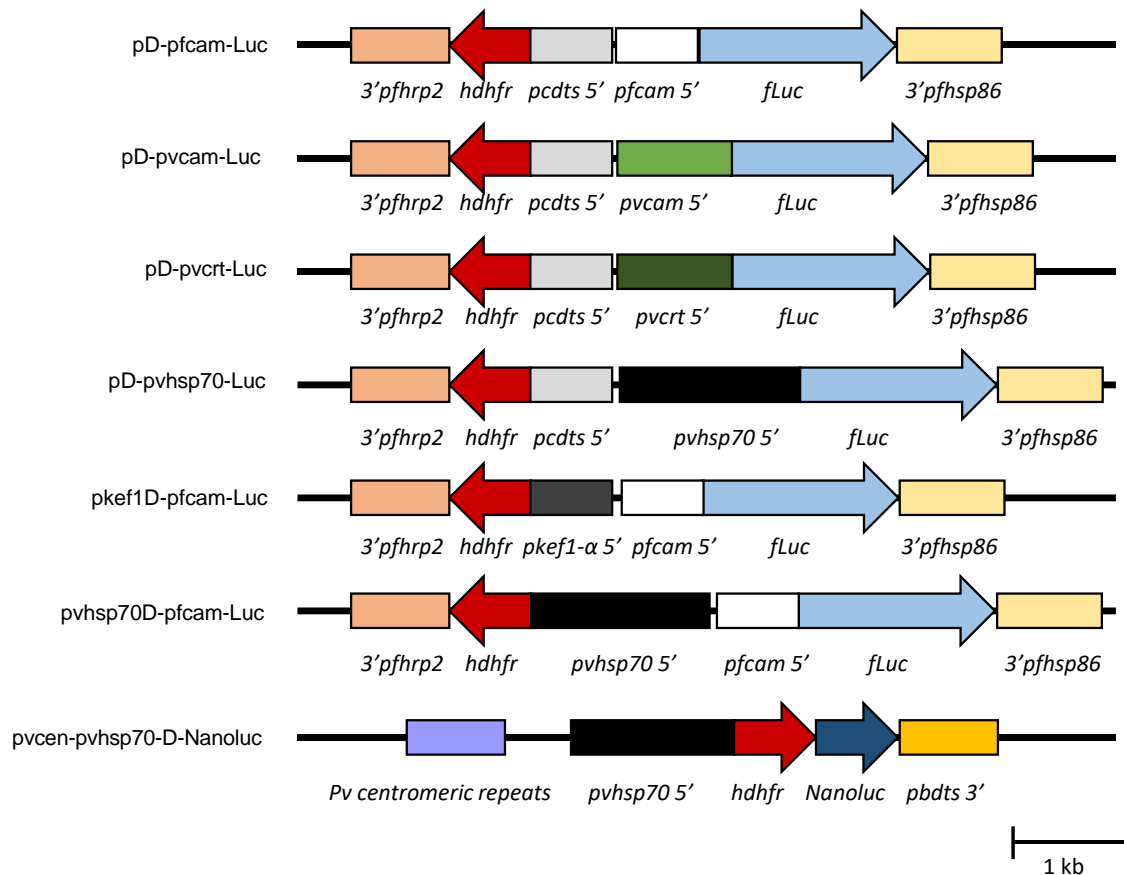 pD-pfcam-Luc
3’pfhrp2 hdhfr pcdts 5’ pfcam 5’ fLuc 3’pfhsp86
pD-pvcam-Luc
3’pfhrp2 hdhfr pcdts 5’ pvcam 5’ fLuc 3’pfhsp86
pD-pvcrt-Luc
3’pfhrp2 hdhfr pcdts 5’ pvcrt 5’ fLuc 3’pfhsp86
pD-pvhsp70-Luc
3’pfhrp2 hdhfr pcdts 5’ pvhsp70 5’ fLuc 3’pfhsp86
pkef1D-pfcam-Luc
3’pfhrp2 hdhfr pkef1-α 5’ pfcam 5’ fLuc 3’pfhsp86
pvhsp70D-pfcam-Luc
3’pfhrp2 hdhfr pvhsp70 5’ pfcam 5’ fLuc 3’pfhsp86
pvcen-pvhsp70-D-Nanoluc
Pv centromeric repeats pvhsp70 5’ hdhfr Nanoluc pbdts 3’
1 kb